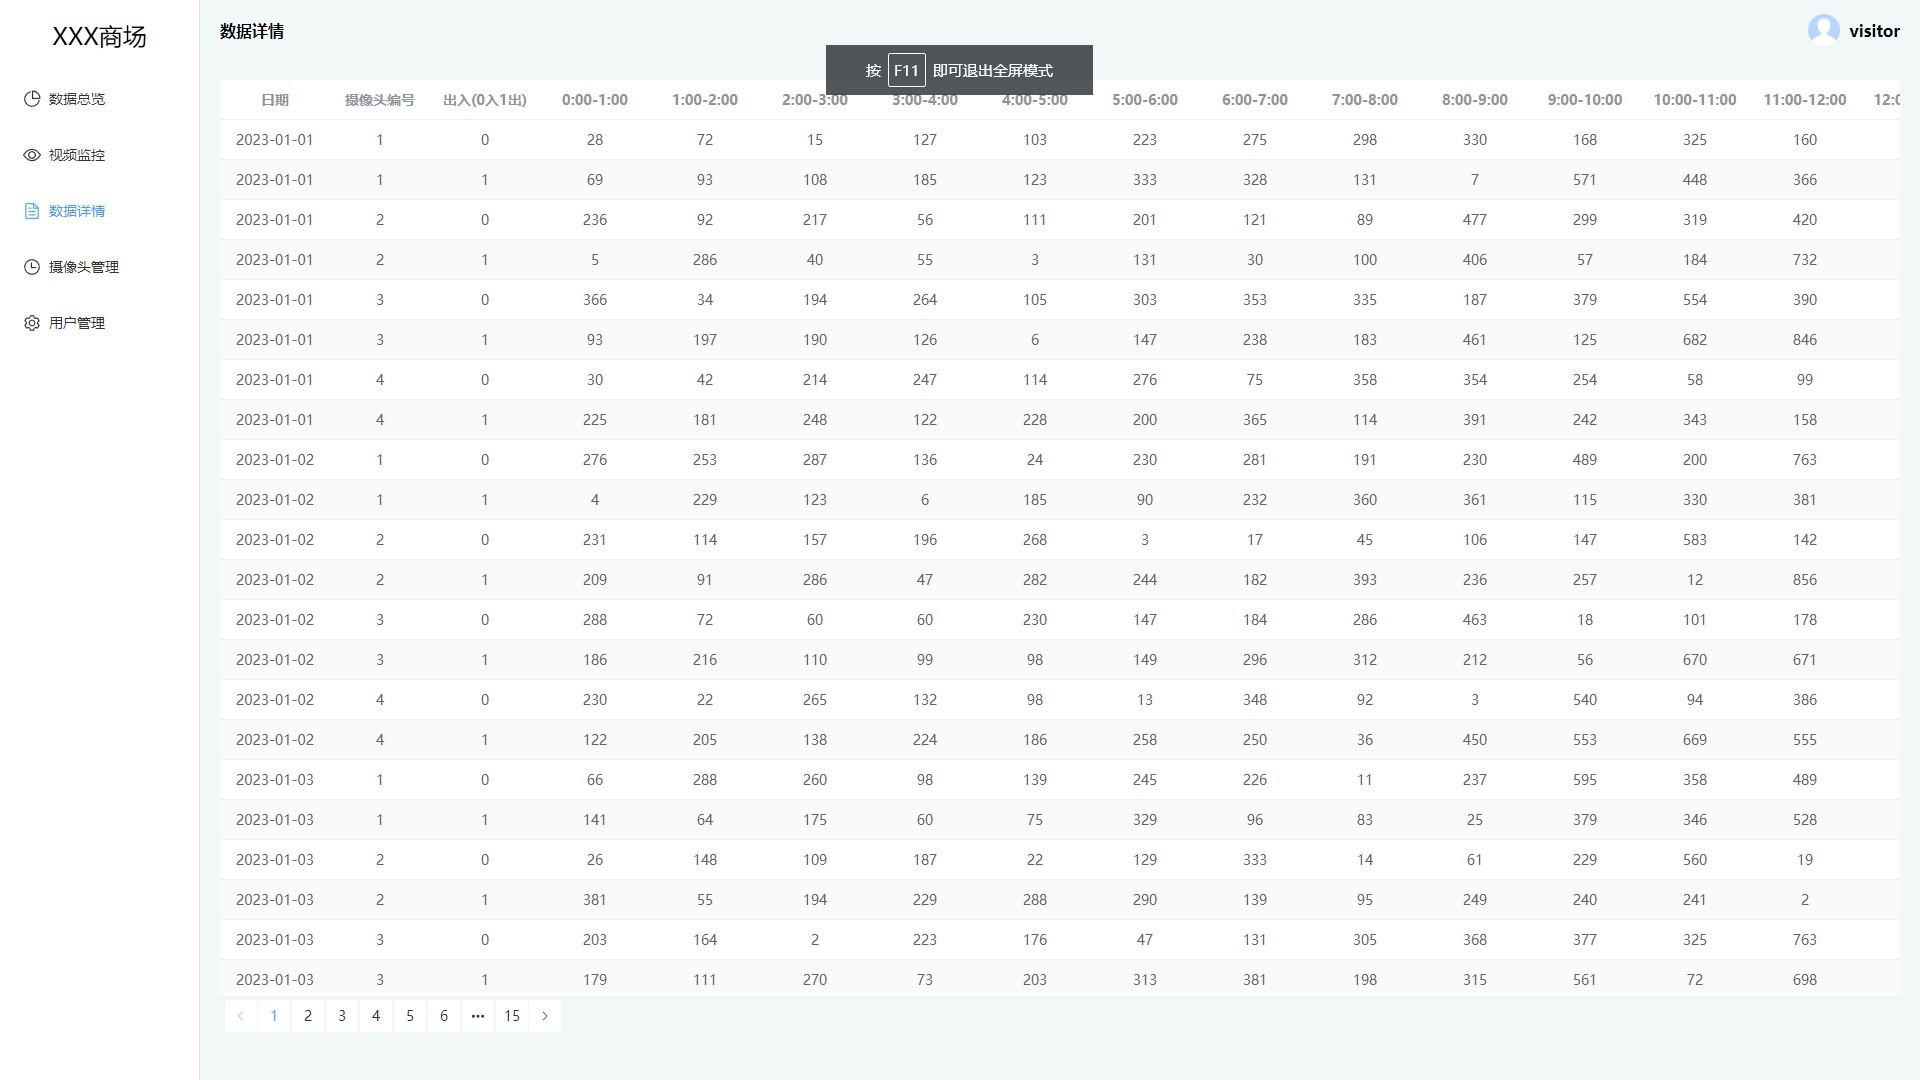 XXX商场
数据总览
视频监控
数据详情
摄像头管理
用户管理
数据详情
visitor
按 F11 即可退出全屏模式
日期 摄像头编号 出入(0入1出) 0:00-1:00 1:00-2:00 2:00-3:00 3:00-4:00 4:00-5:00 5:00-6:00 6:00-7:00 7:00-8:00 8:00-9:00 9:00-10:00 10:00-11:00 11:00-12:00
2023-01-01 1 0 28 72 15 127 103 223 275 298 330 168 325 160
2023-01-01 1 1 69 93 108 185 123 333 328 131 7 571 448 366
2023-01-01 2 0 236 92 217 56 111 201 121 89 477 299 319 420
2023-01-01 2 1 5 286 40 55 3 131 30 100 406 57 184 732
2023-01-01 3 0 366 34 194 264 105 303 353 335 187 379 554 390
2023-01-01 3 1 93 197 190 126 6 147 238 183 461 125 682 846
2023-01-01 4 0 30 42 214 247 114 276 75 358 354 254 58 99
2023-01-01 4 1 225 181 248 122 228 200 365 114 391 242 343 158
2023-01-02 1 0 276 253 287 136 24 230 281 191 230 489 200 763
2023-01-02 1 1 4 229 123 6 185 90 232 360 361 115 330 381
2023-01-02 2 0 231 114 157 196 268 3 17 45 106 147 583 142
2023-01-02 2 1 209 91 286 47 282 244 182 393 236 257 12 856
2023-01-02 3 0 288 72 60 60 230 147 184 286 463 18 101 178
2023-01-02 3 1 186 216 110 99 98 149 296 312 212 56 670 671
2023-01-02 4 0 230 22 265 132 98 13 348 92 3 540 94 386
2023-01-02 4 1 122 205 138 224 186 258 250 36 450 553 669 555
2023-01-03 1 0 66 288 260 98 139 245 226 11 237 595 358 489
2023-01-03 1 1 141 64 175 60 75 329 96 83 25 379 346 528
2023-01-03 2 0 26 148 109 187 22 129 333 14 61 229 560 19
2023-01-03 2 1 381 55 194 229 288 290 139 95 249 240 241 2
2023-01-03 3 0 203 164 2 223 176 47 131 305 368 377 325 763
2023-01-03 3 1 179 111 270 73 203 313 381 198 315 561 72 698
1 2 3 4 5 6 ••• 15